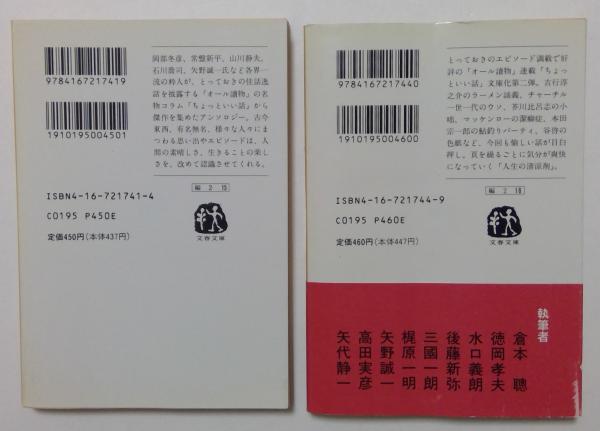 9784167217419
1910195004501
岡部冬彦、常盤新平、山川静夫、
石川喬司、矢野誠一氏など各界一
流の粋人が、とっておきの佳話逸
話を披露する「オール讀物」の名
物コラム「ちょっといい話」から
傑作を集めたアンソロジー。古今
東西、有名無名、様々な人々にま
つわる思い出やエピソードは、人
間の素晴しさ、生きることの楽し
さを、改めて認識させてくれる。
ISBN4-16-721741-4
C0195 P450E
定価450円(本体437円)
編 2 15
文春文庫
9784167217440
1910195004600
とっておきのエピソード満載で好
評の「オール讀物」連載「ちょっ
といい話」文庫化第二弾。吉行淳
之介のラーメン談義、チャーチル
一世一代のウソ、芥川比呂志の小
咄、マッケンローの潔癖症、本田
宗一郎の鮎釣りパーティ、谷啓の
色紙など、今回も愉しい話が目白
押し。頁を繰るごとに気分が爽快
になっていく「人生の清涼剤」。
ISBN4-16-721744-9
C0195 P460E
定価460円(本体447円)
編 2 18
文春文庫
執筆者
倉本 聰
徳岡孝夫
水口義朗
後藤新弥
三國一朗
梶原一明
矢野誠一
高田実彦
矢代静一